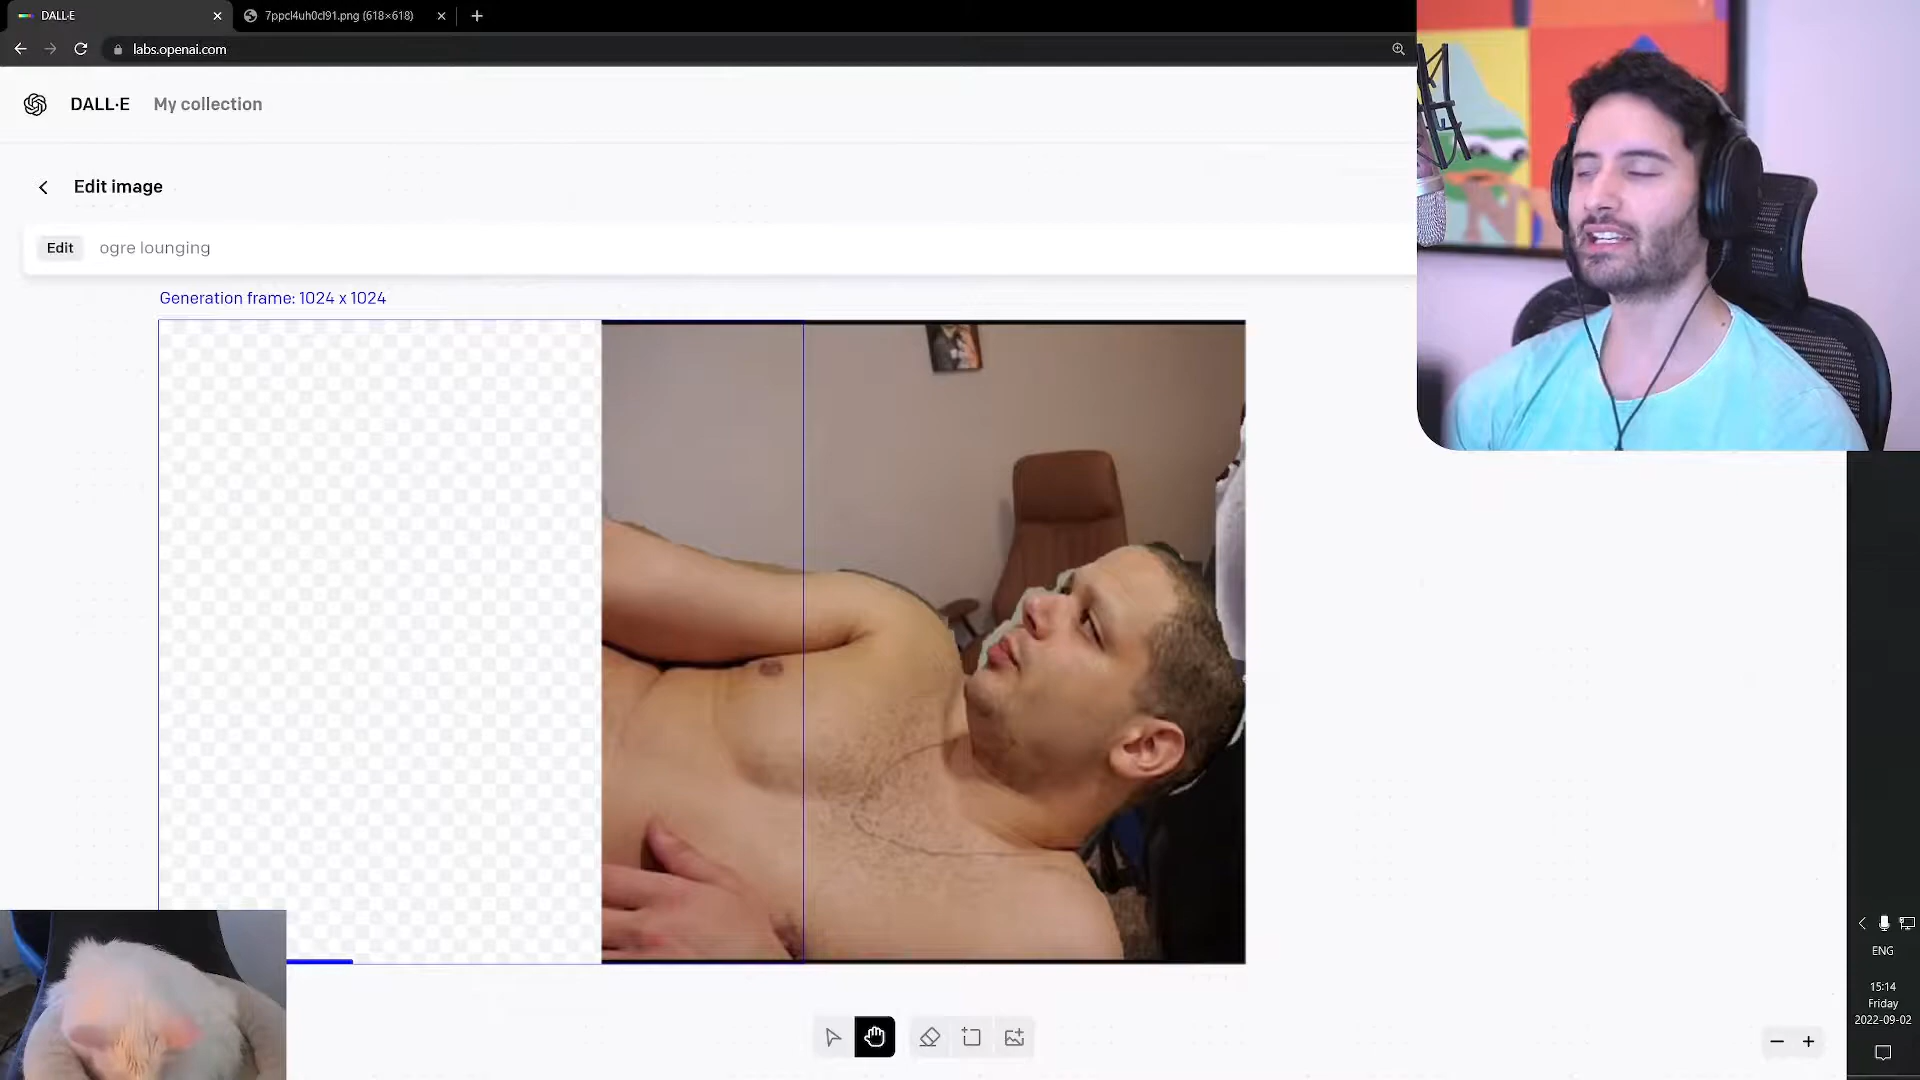 DALL·E
7ppcl4uh0cl91.png (618×618)
labs.openai.com
DALL·E My collection
Edit image
Edit ogre lounging
Generation frame: 1024 x 1024
ENG
15:14
Friday
2022-09-02